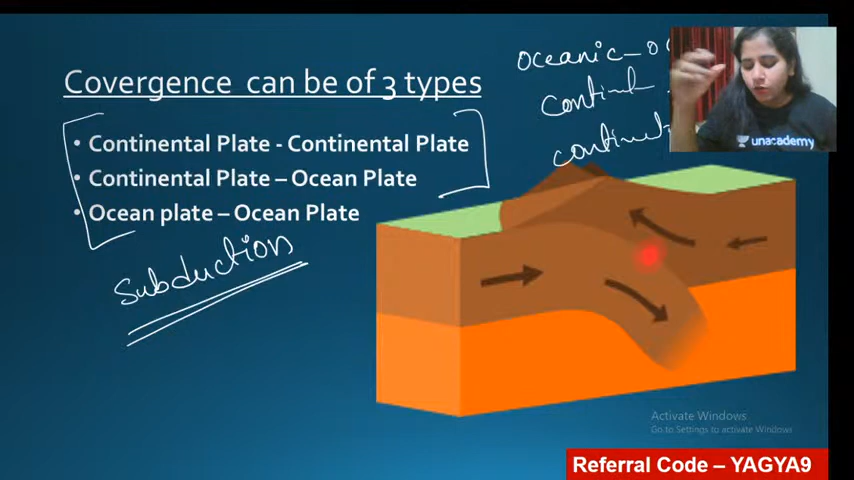 Covergence can be of 3 types
• Continental Plate - Continental Plate
• Continental Plate – Ocean Plate
• Ocean plate – Ocean Plate
Subduction
oceanic - oc
unacademy
Activate Windows
Go to Settings to activate Windows
Referral Code – YAGYA9